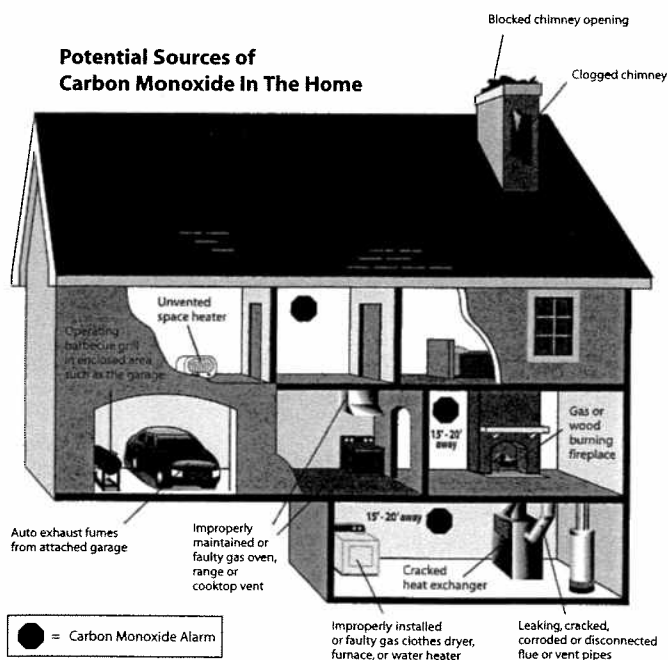 Blocked chimney opening
Potential Sources of
Carbon Monoxide In The Home
Clogged chimney
Unvented
space heater
Operating
barbecue grill
in enclosed area
such as the garage
15'-20'
away
Gas or
wood
burning
fireplace
Auto exhaust fumes
from attached garage
Improperly
maintained or
faulty gas oven,
range or
cooktop vent
15'-20' away
Cracked
heat exchanger
Improperly installed
or faulty gas clothes dryer,
furnace, or water heater
Leaking, cracked,
corroded or disconnected
flue or vent pipes
= Carbon Monoxide Alarm